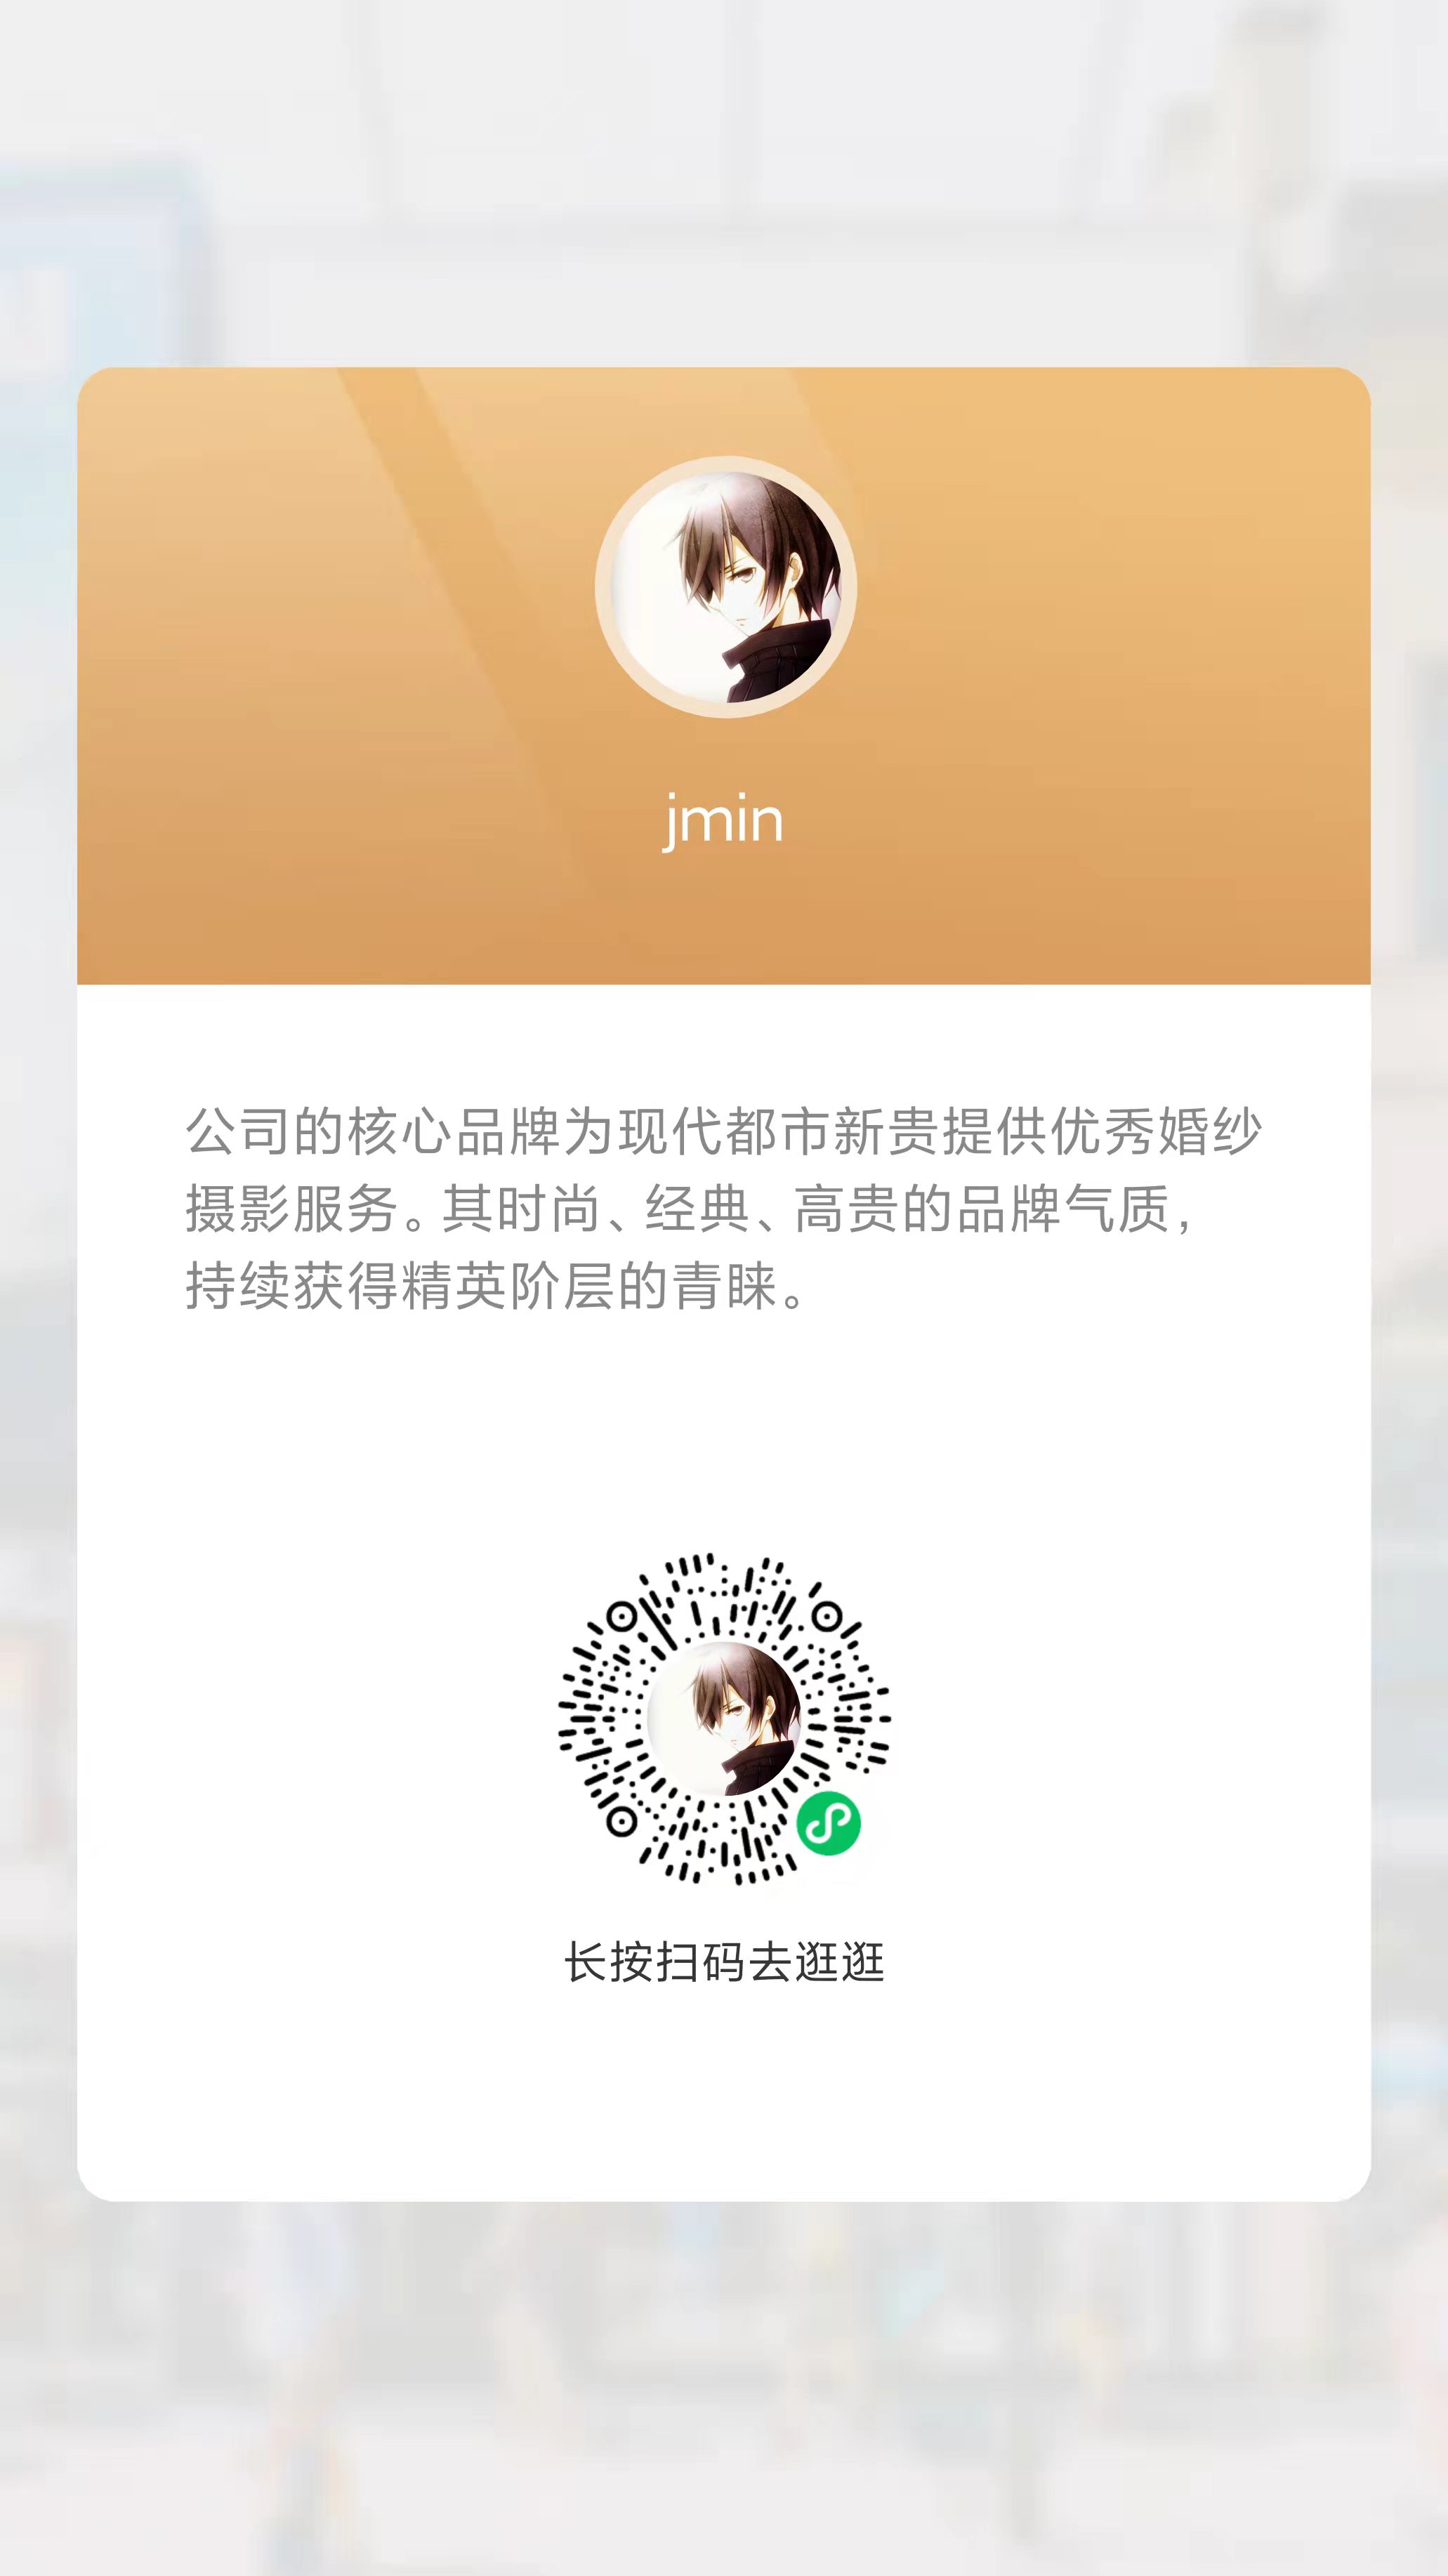 jmin
公司的核心品牌为现代都市新贵提供优秀婚纱
摄影服务。其时尚、经典、高贵的品牌气质，
持续获得精英阶层的青睐。
长按扫码去逛逛